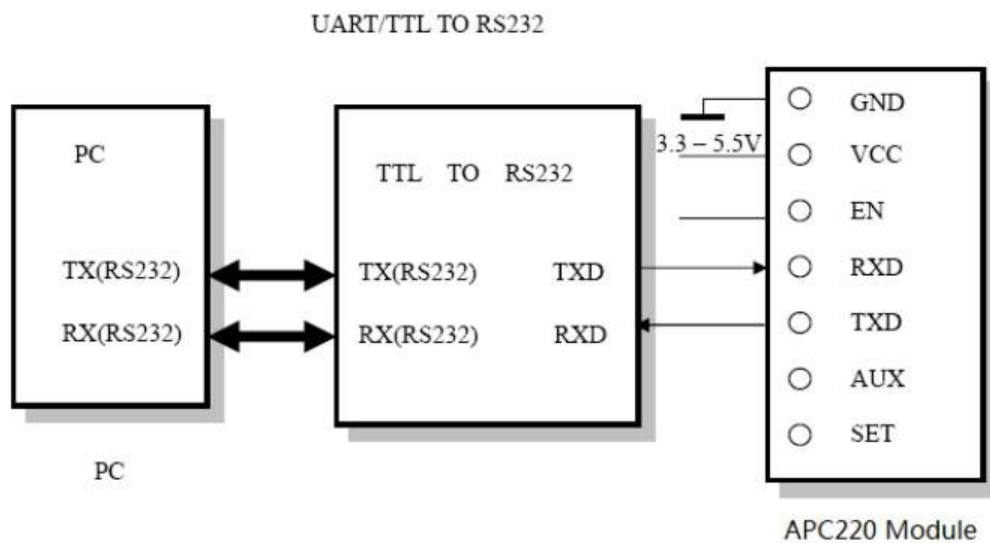 UART/TTL TO RS232
PC
TX(RS232)
RX(RS232)
PC
TTL TO RS232
TX(RS232) TXD
RX(RS232) RXD
3.3 – 5.5V
GND
VCC
EN
RXD
TXD
AUX
SET
APC220 Module